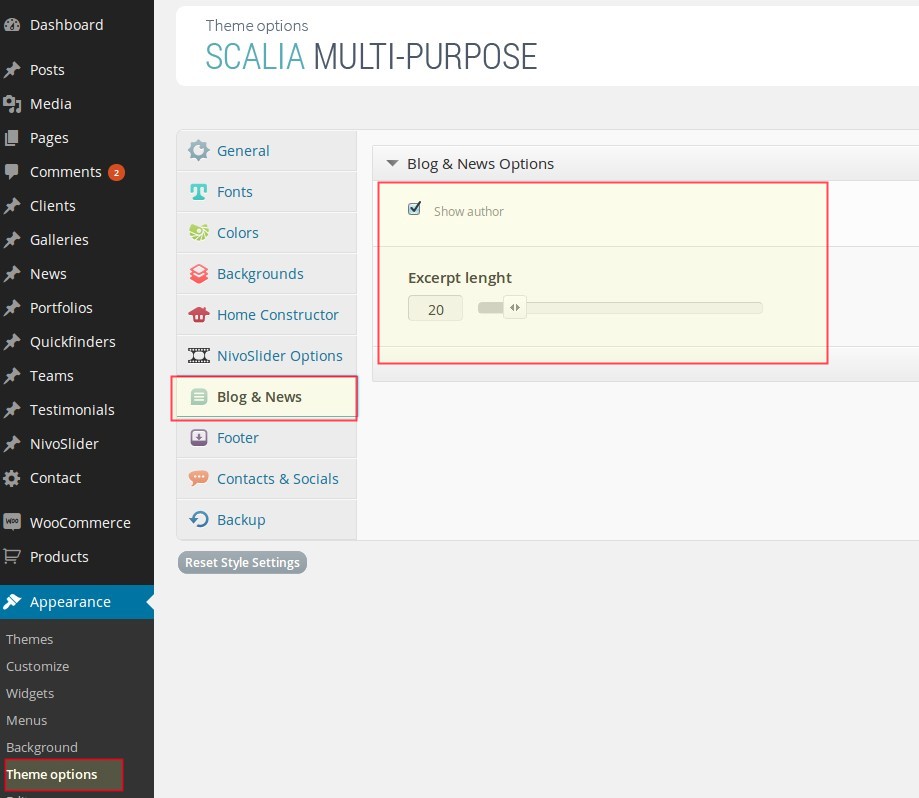 Dashboard
Posts
Media
Pages
Comments 2
Clients
Galleries
News
Portfolios
Quickfinders
Teams
Testimonials
NivoSlider
Contact
WOO WooCommerce
Products
Appearance
Themes
Customize
Widgets
Menus
Background
Theme options
Theme options
SCALIA MULTI-PURPOSE
General
Fonts
Colors
Backgrounds
Home Constructor
NivoSlider Options
Blog & News
Footer
Contacts & Socials
Backup
Reset Style Settings
Blog & News Options
Show author
Excerpt lenght
20